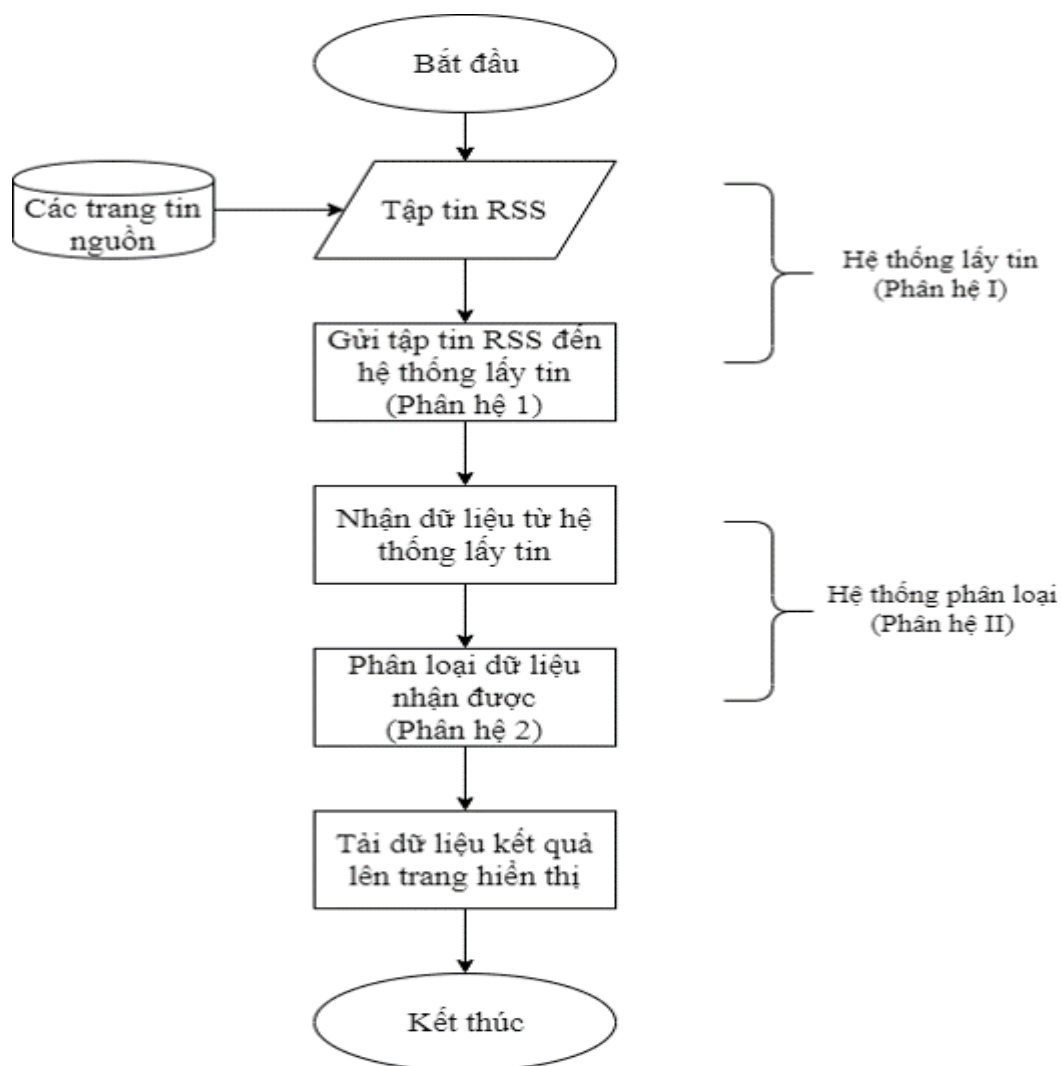 Bắt đầu
Các trang tin
nguồn
Tập tin RSS
Hệ thống lấy tin
(Phân hệ I)
Gửi tập tin RSS đến
hệ thống lấy tin
(Phân hệ 1)
Nhận dữ liệu từ hệ
thống lấy tin
Hệ thống phân loại
(Phân hệ II)
Phân loại dữ liệu
nhận được
(Phân hệ 2)
Tải dữ liệu kết quả
lên trang hiển thị
Kết thúc